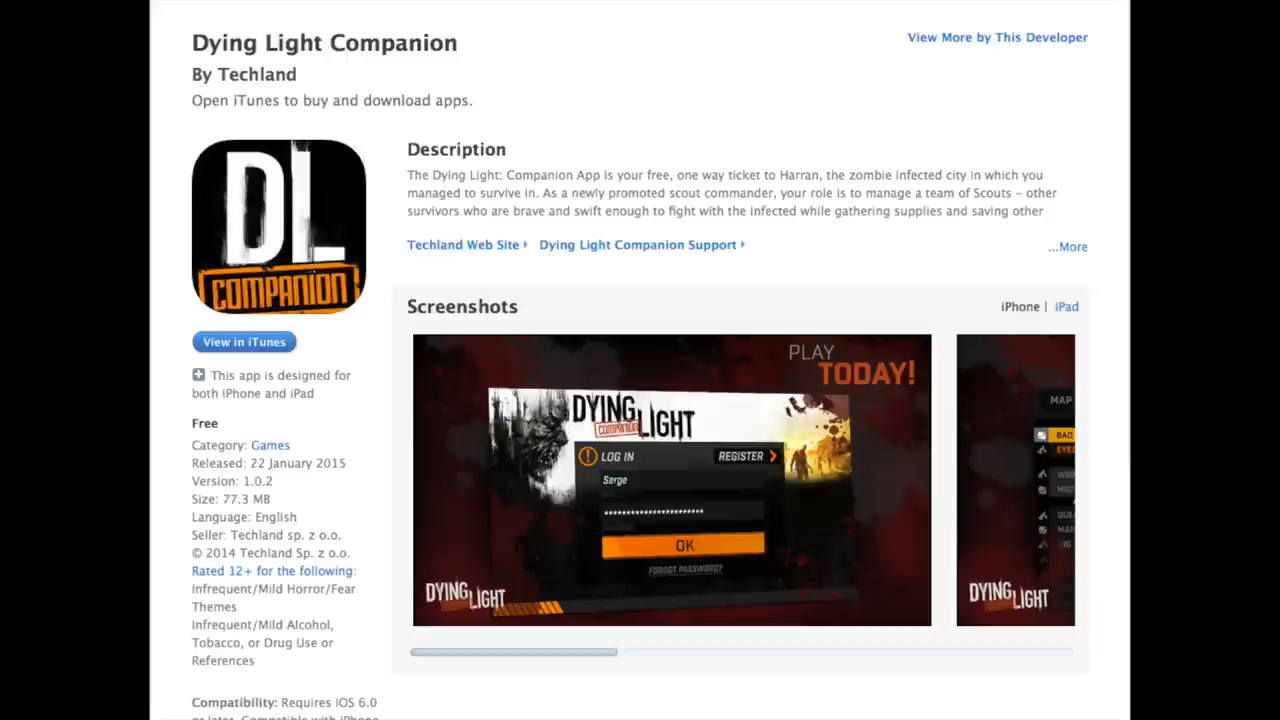 Dying Light Companion
View More by This Developer
By Techland
Open iTunes to buy and download apps.
DL
COMPANION
View in iTunes
This app is designed for
both iPhone and iPad
Free
Category: Games
Released: 22 January 2015
Version: 1.0.2
Size: 77.3 MB
Language: English
Seller: Techland sp. z o.o.
© 2014 Techland Sp. z o.o.
Rated 12+ for the following:
Infrequent/Mild Horror/Fear
Themes
Infrequent/Mild Alcohol,
Tobacco, or Drug Use or
References
Compatibility: Requires iOS 6.0
or later. Compatible with iPhone
Description
The Dying Light: Companion App is your free, one way ticket to Harran, the zombie infected city in which you
managed to survive in. As a newly promoted scout commander, your role is to manage a team of Scouts – other
survivors who are brave and swift enough to fight with the infected while gathering supplies and saving other
Techland Web Site
Dying Light Companion Support
...More
Screenshots
iPhone | iPad
PLAY
TODAY!
DYING LIGHT
COMPANION
LOG IN
REGISTER
Serge
OK
FORGOT PASSWORD?
DYING LIGHT
MAP
BAD
EYES
DYING LIGHT